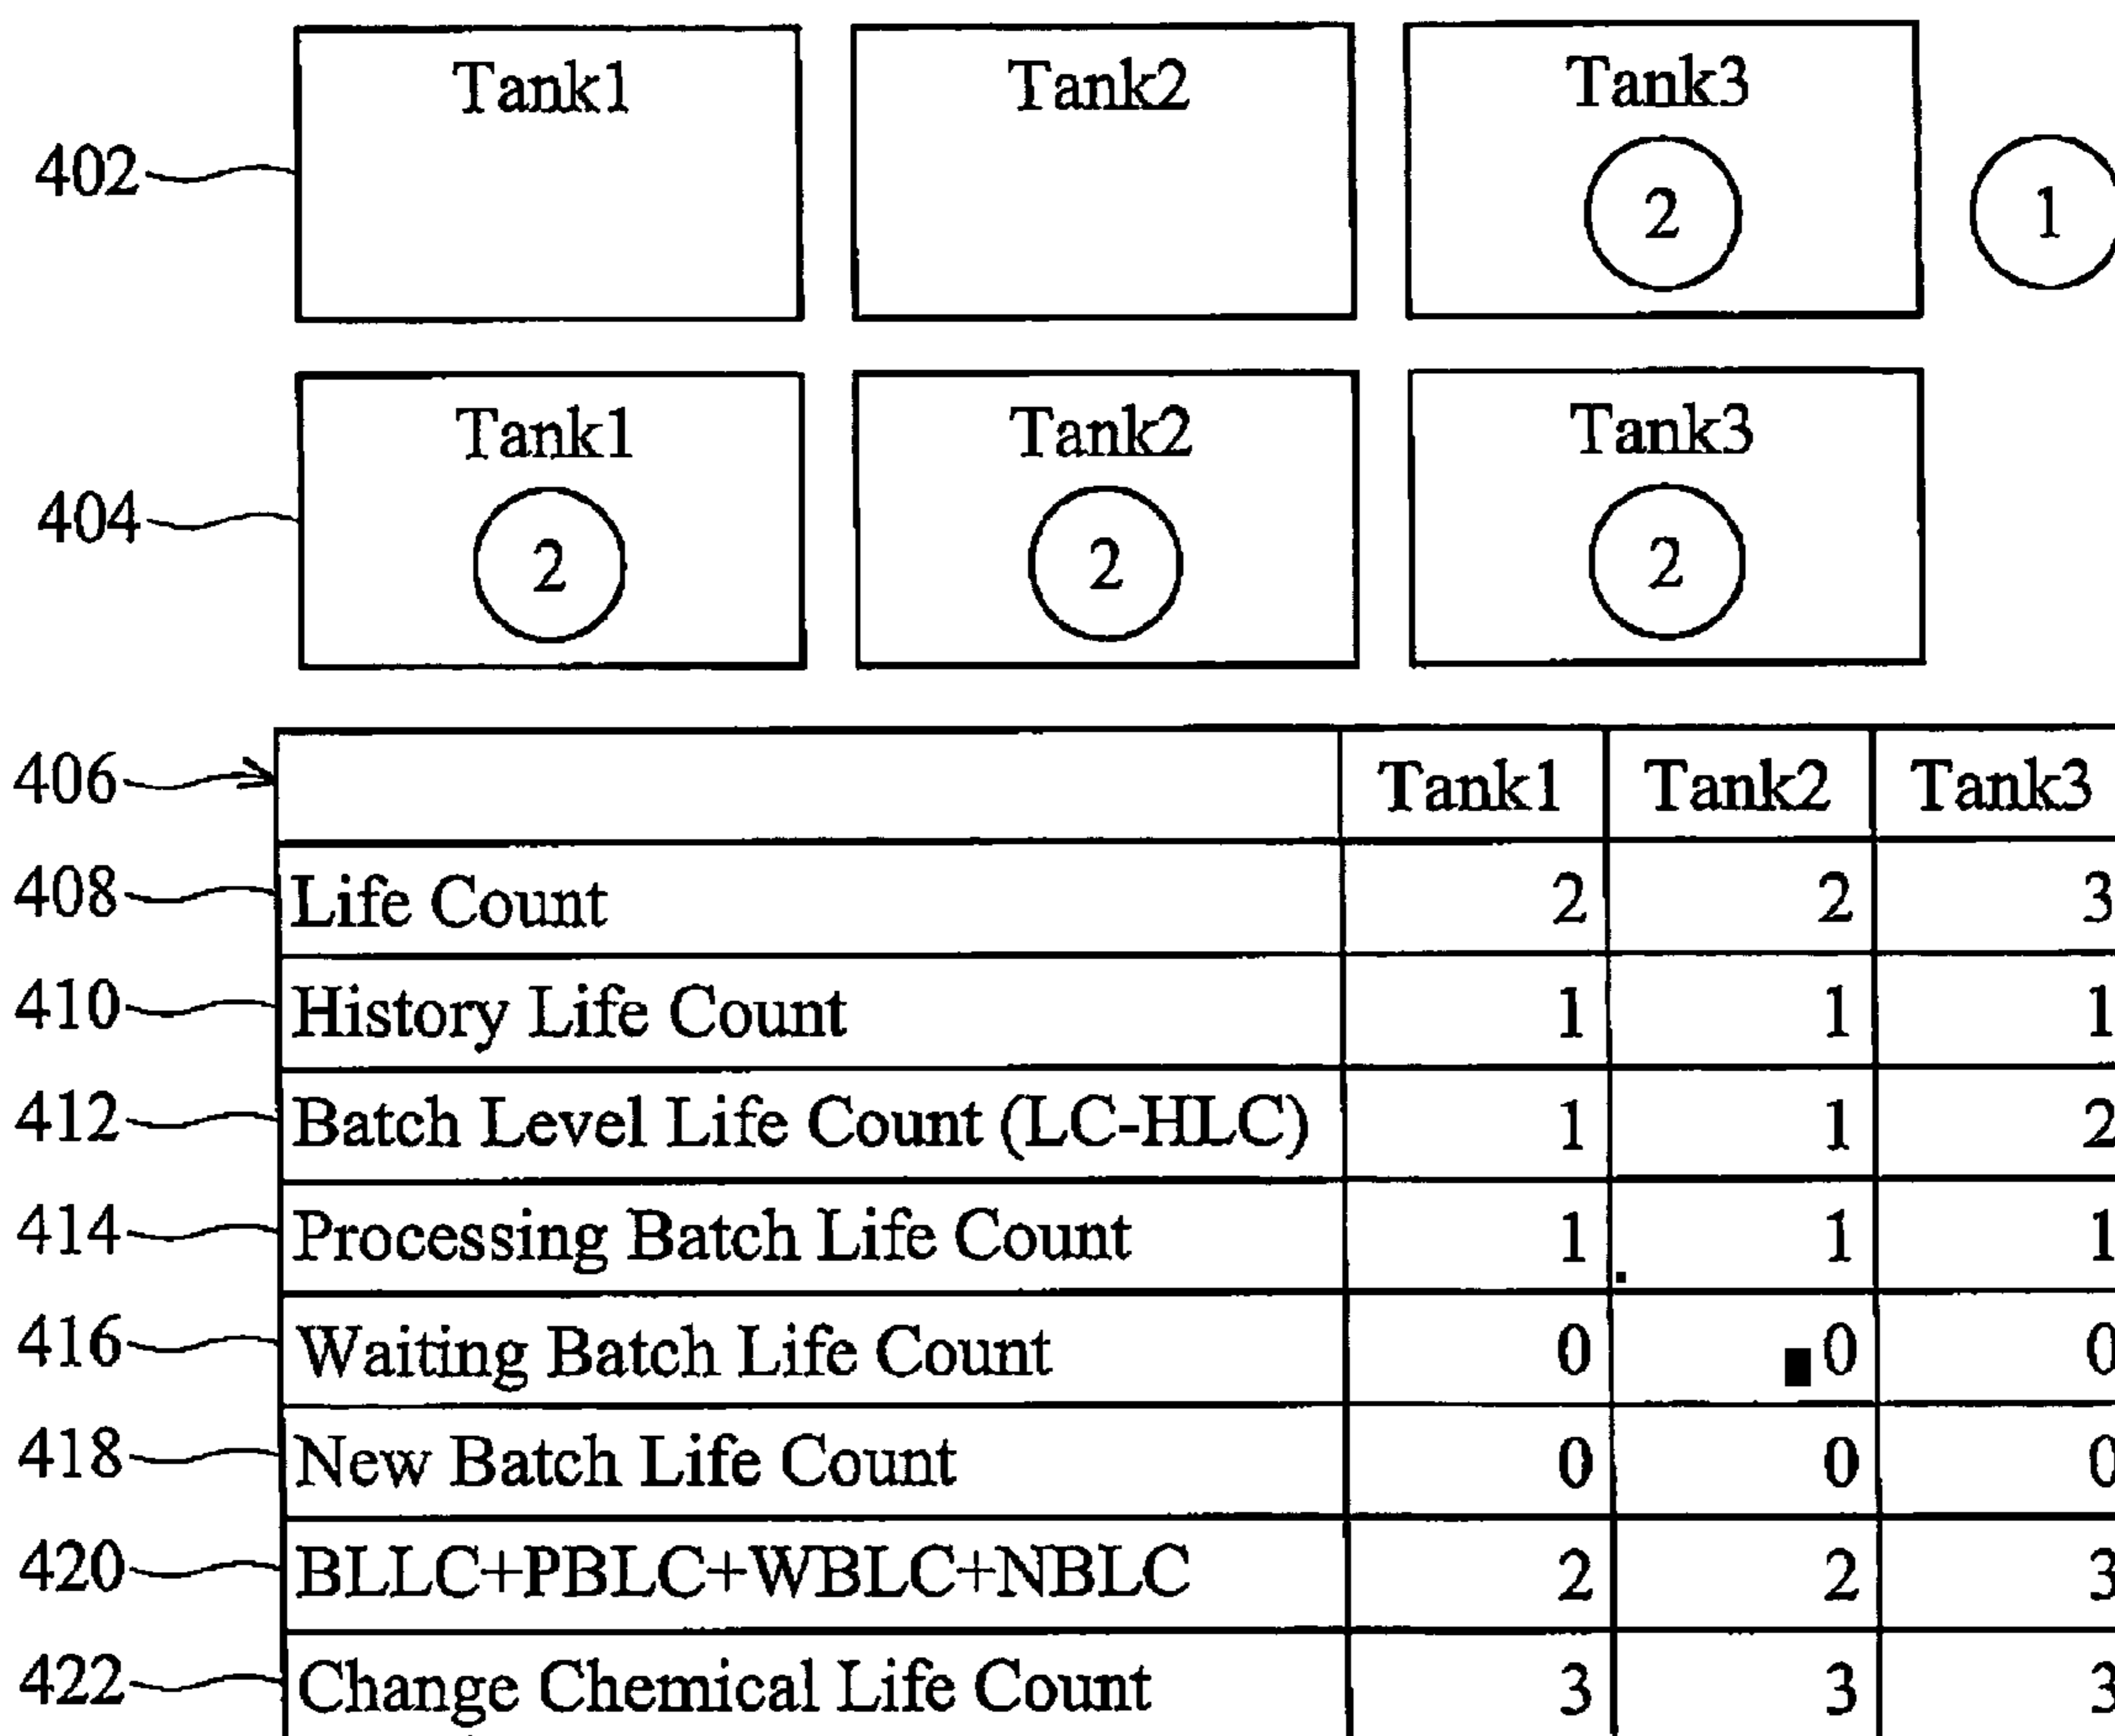 Tank1 Tank2 Tank3
402
2 1
Tank1 Tank2 Tank3
404
2 2 2
406 Tank1 Tank2 Tank3
408 Life Count 2 2 3
410 History Life Count 1 1 1
412 Batch Level Life Count (LC-HLC) 1 1 2
414 Processing Batch Life Count 1 1 1
416 Waiting Batch Life Count 0 0 0
418 New Batch Life Count 0 0 0
420 BLLC+PBLC+WBLC+NBLC 2 2 3
422 Change Chemical Life Count 3 3 3